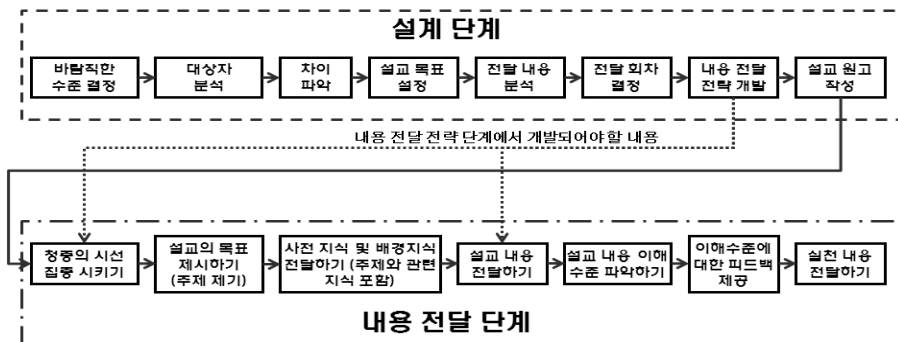 설계 단계
바람직한
수준 결정
대상자
분석
차이
파악
설교 목표
설정
전달 내용
분석
전달 회차
결정
내용 전달
전략 개발
설교 원고
작성
내용 전달 전략 단계에서 개발되어야할 내용
청중의 시선
집중 시키기
설교의 목표
제시하기
(주제 제기)
사전 지식 및 배경지식
전달하기 (주제와 관련
지식 포함)
설교 내용
전달하기
설교 내용 이해
수준 파악하기
이해수준에
대한 피드백
제공
실천 내용
전달하기
내용 전달 단계